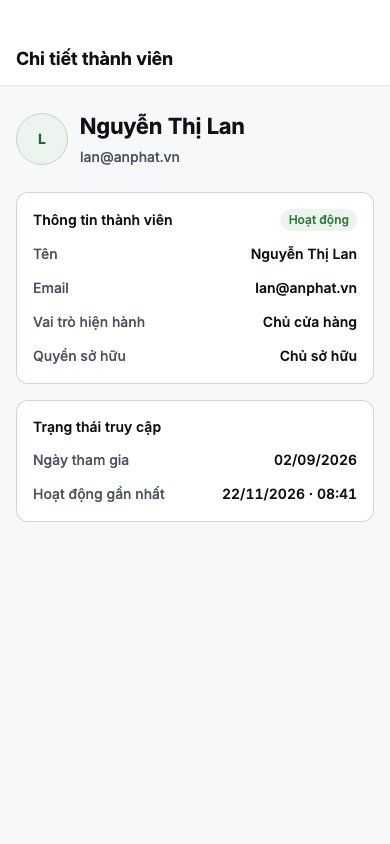 Chi tiết thành viên
L
Nguyễn Thị Lan
lan@anphat.vn
Thông tin thành viên
Hoạt động
Tên
Nguyễn Thị Lan
Email
lan@anphat.vn
Vai trò hiện hành
Chủ cửa hàng
Quyền sở hữu
Chủ sở hữu
Trạng thái truy cập
Ngày tham gia
02/09/2026
Hoạt động gần nhất
22/11/2026 · 08:41